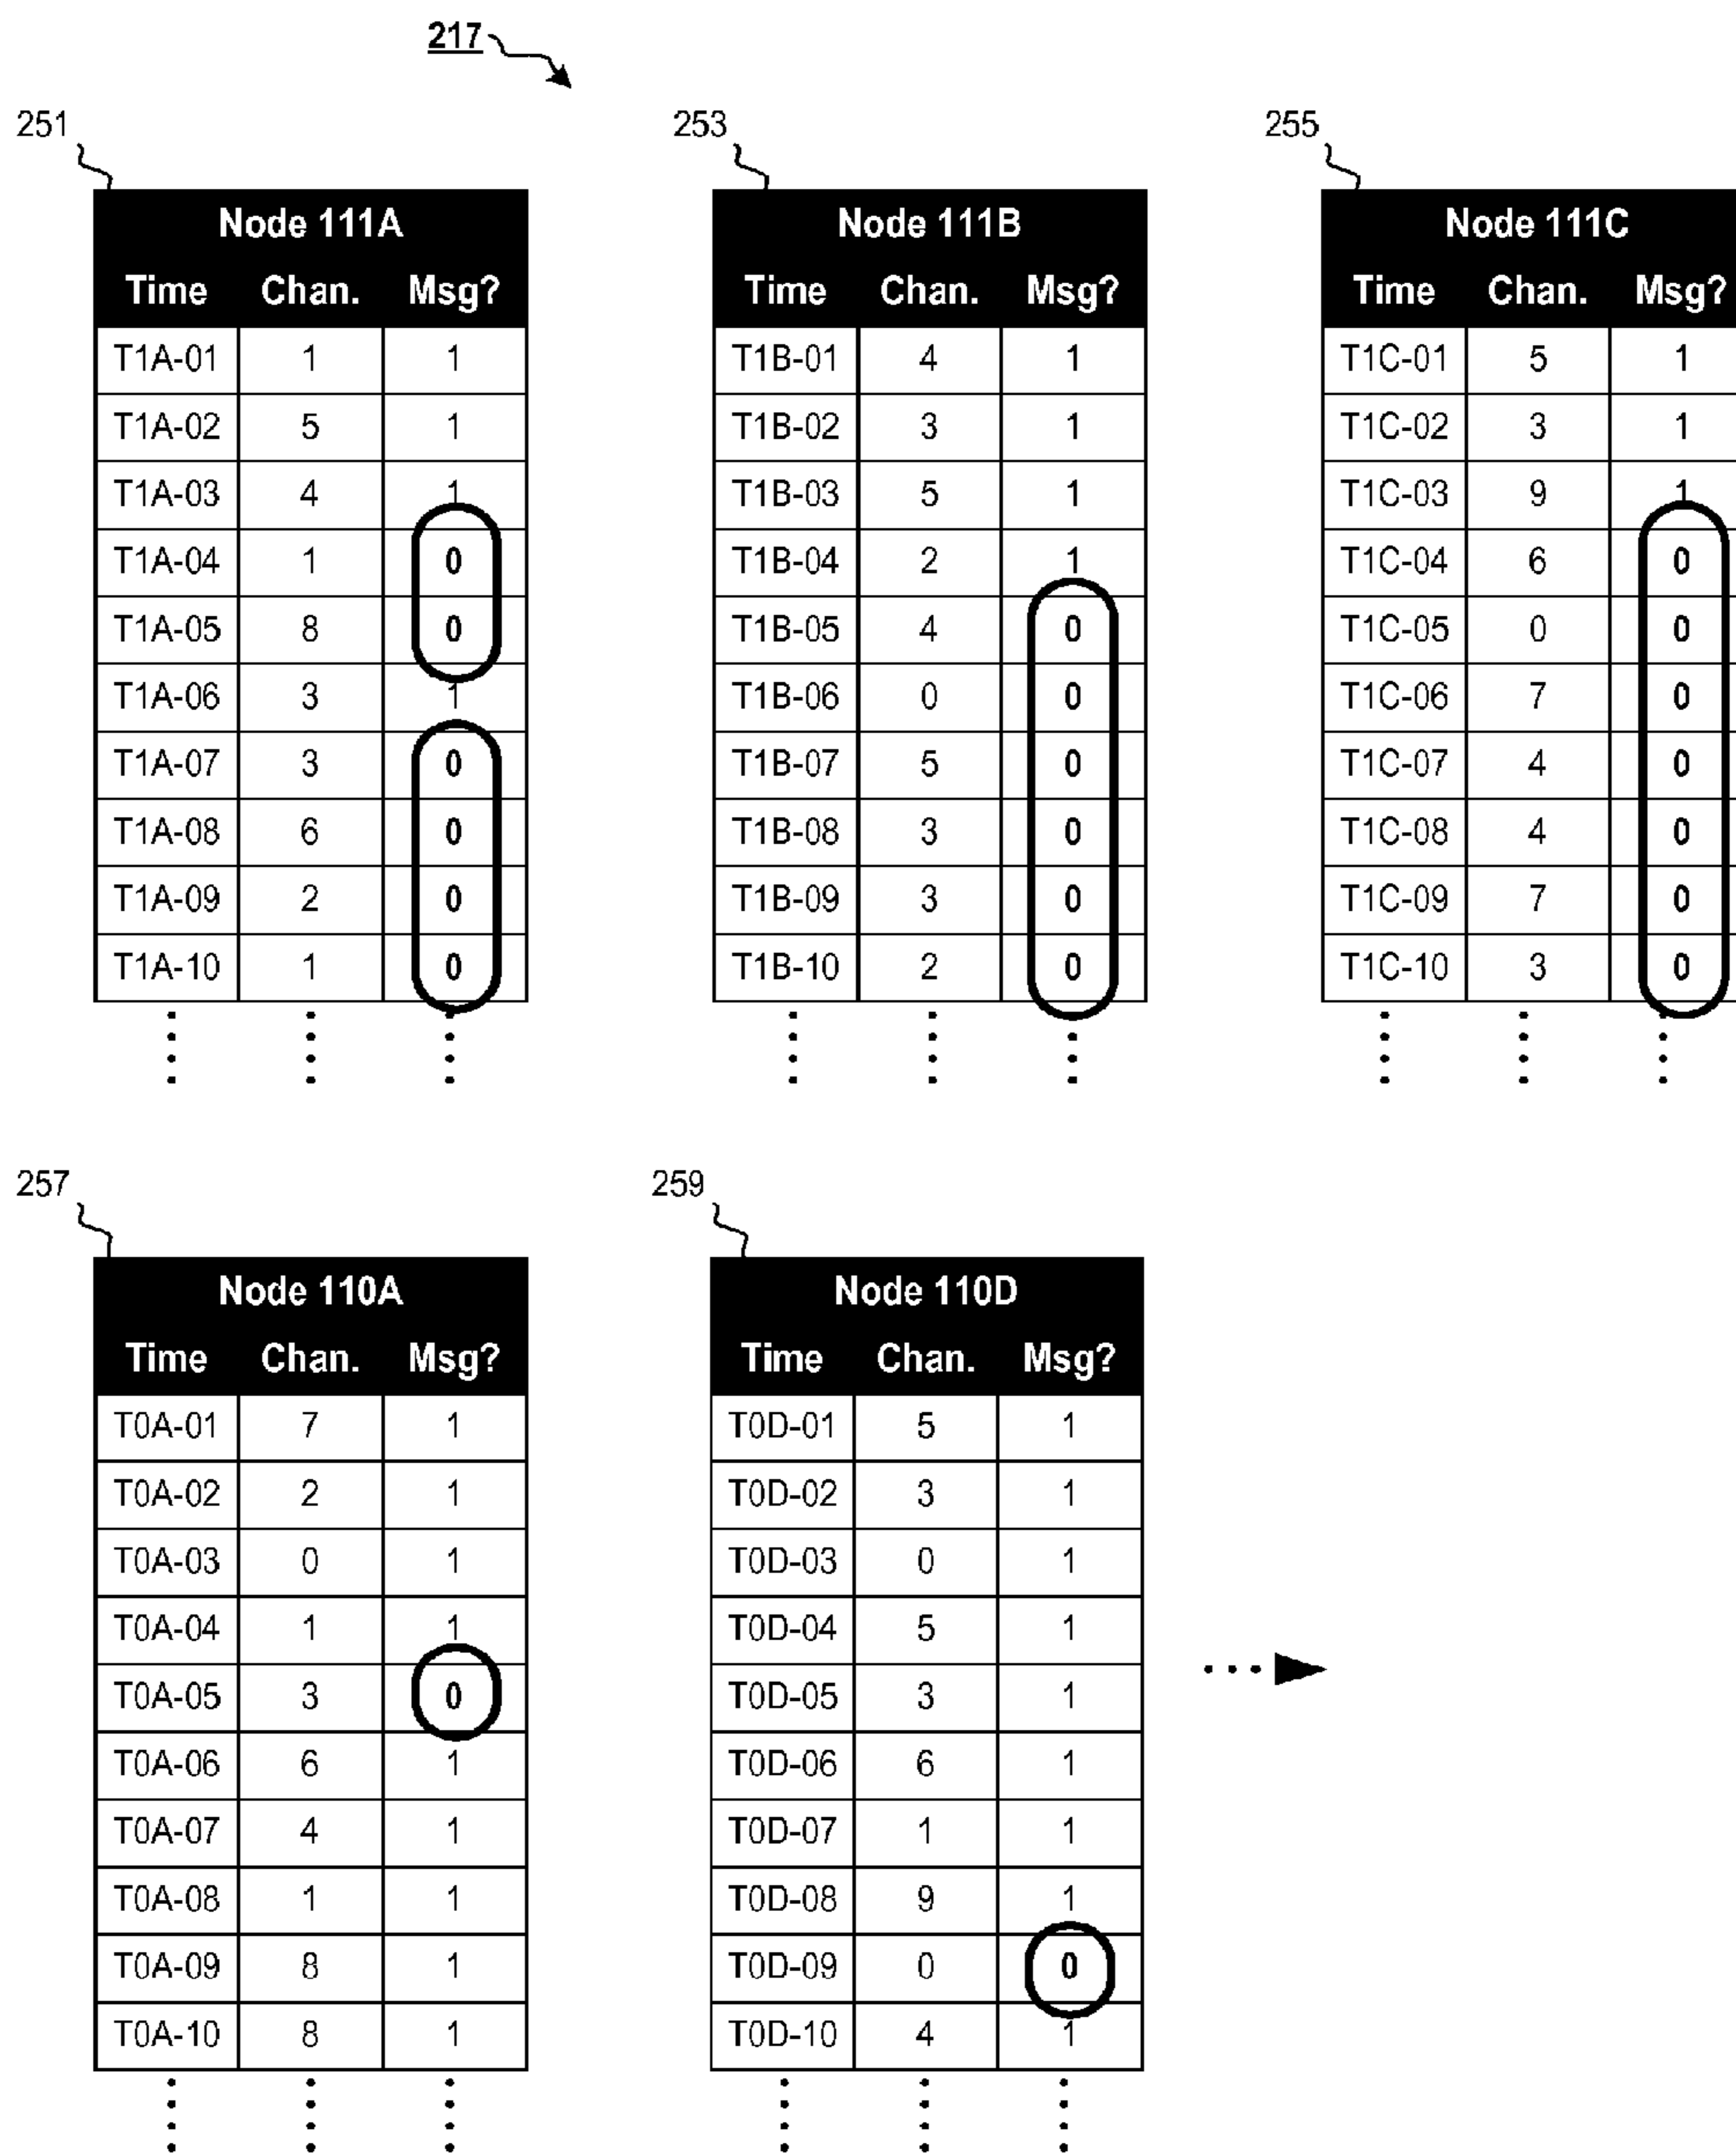 217
251
253
255
Node 111A
Node 111B
Node 111C
Time Chan. Msg?
Time Chan. Msg?
Time Chan. Msg?
T1A-01 1 1
T1B-01 4 1
T1C-01 5 1
T1A-02 5 1
T1B-02 3 1
T1C-02 3 1
T1A-03 4 1
T1B-03 5 1
T1C-03 9 1
T1A-04 1 0
T1B-04 2 1
T1C-04 6 0
T1A-05 8 0
T1B-05 4 0
T1C-05 0 0
T1A-06 3 1
T1B-06 0 0
T1C-06 7 0
T1A-07 3 0
T1B-07 5 0
T1C-07 4 0
T1A-08 6 0
T1B-08 3 0
T1C-08 4 0
T1A-09 2 0
T1B-09 3 0
T1C-09 7 0
T1A-10 1 0
T1B-10 2 0
T1C-10 3 0
257
259
Node 110A
Node 110D
Time Chan. Msg?
Time Chan. Msg?
T0A-01 7 1
T0D-01 5 1
T0A-02 2 1
T0D-02 3 1
T0A-03 0 1
T0D-03 0 1
T0A-04 1 1
T0D-04 5 1
T0A-05 3 0
T0D-05 3 1
T0A-06 6 1
T0D-06 6 1
T0A-07 4 1
T0D-07 1 1
T0A-08 1 1
T0D-08 9 1
T0A-09 8 1
T0D-09 0 0
T0A-10 8 1
T0D-10 4 1